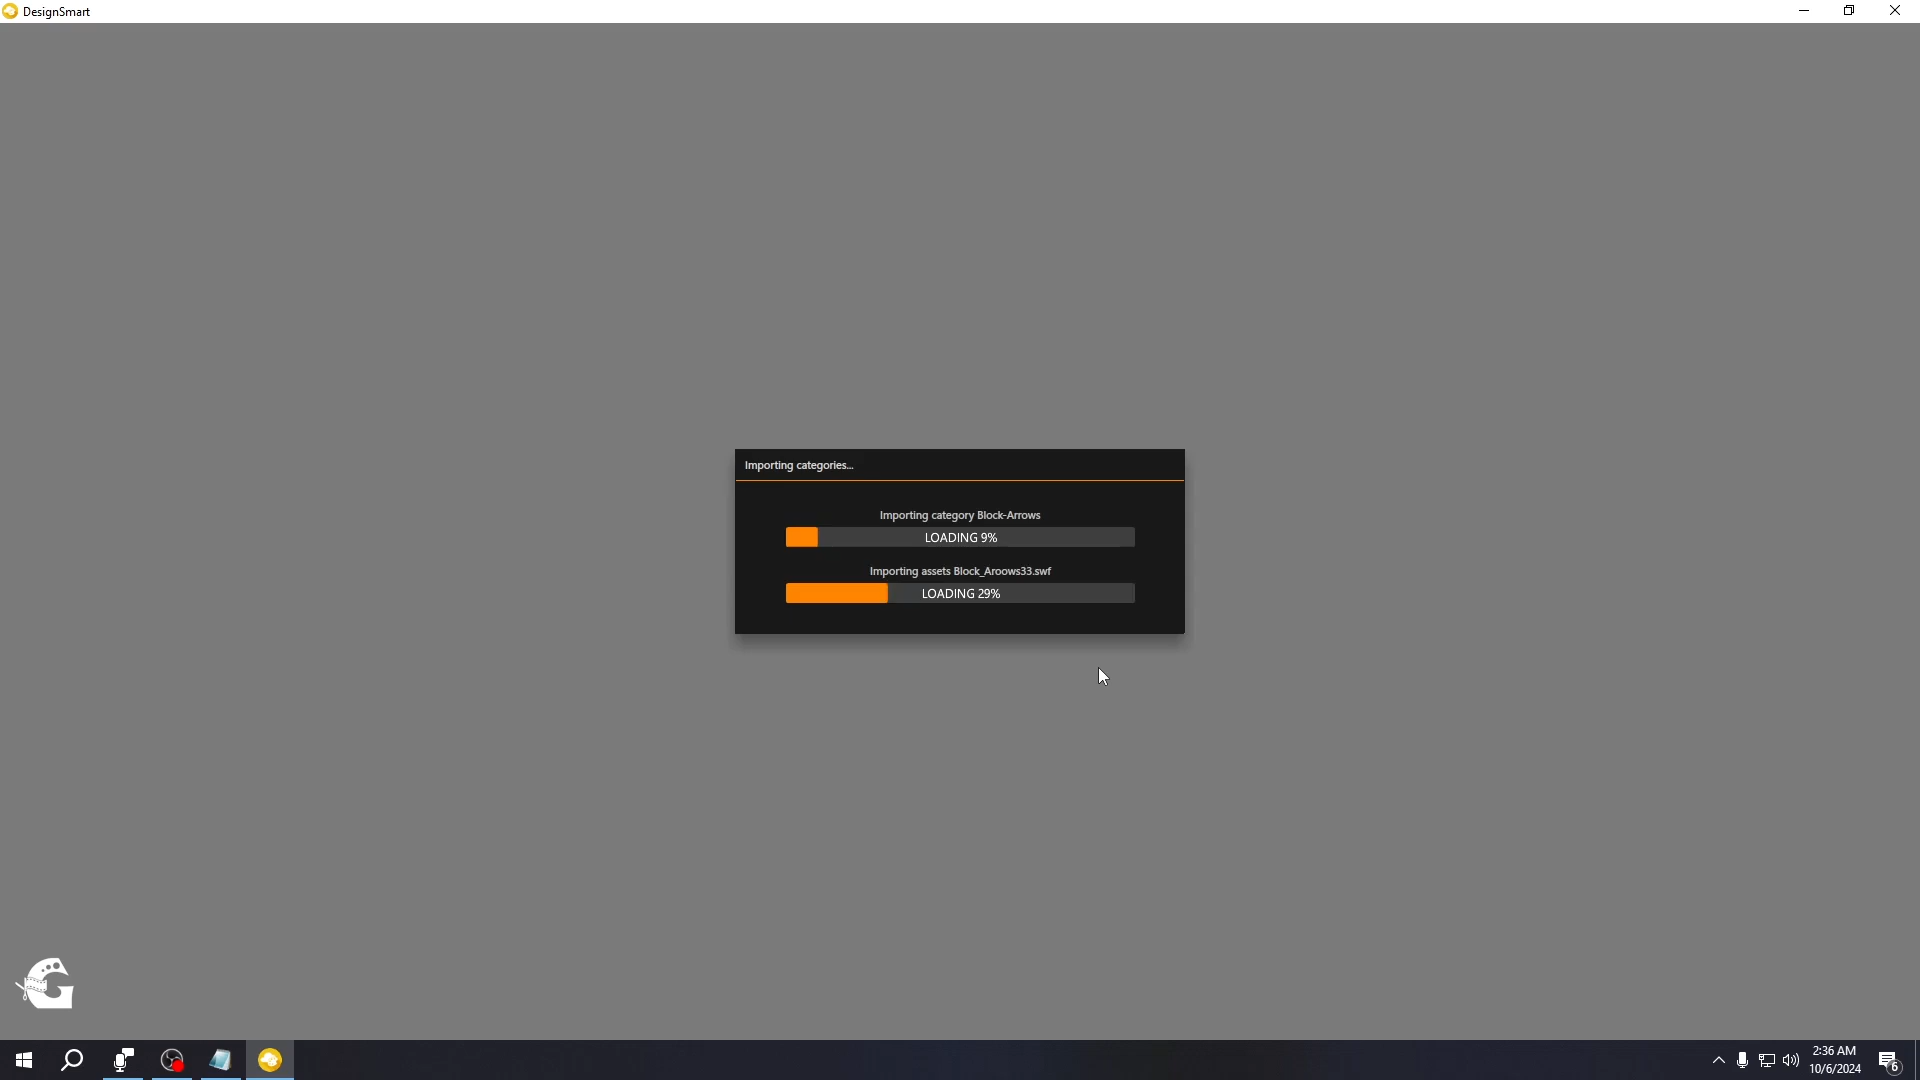 DesignSmart
Importing categories...
Importing category Block-Arrows
LOADING 9%
Importing assets Block_Aroows33.swf
LOADING 29%
2:36 AM
10/6/2024
6